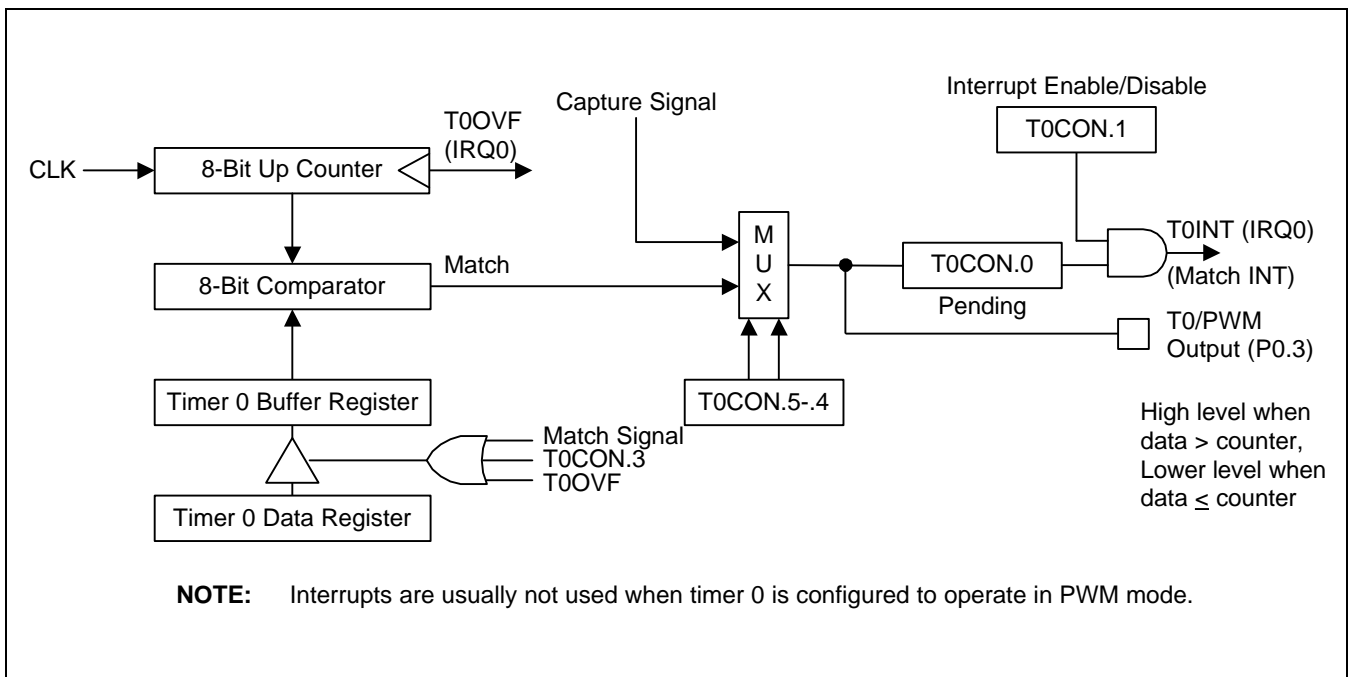 Interrupt Enable/Disable
Capture Signal
T0CON.1
T0OVF
(IRQ0)
CLK
8-Bit Up Counter
M
U
X
T0INT (IRQ0)
(Match INT)
T0CON.0
Pending
Match
8-Bit Comparator
T0/PWM
Output (P0.3)
Timer 0 Buffer Register
T0CON.5-.4
High level when
data > counter,
Lower level when
data ≤ counter
Match Signal
T0CON.3
T0OVF
Timer 0 Data Register
NOTE: Interrupts are usually not used when timer 0 is configured to operate in PWM mode.